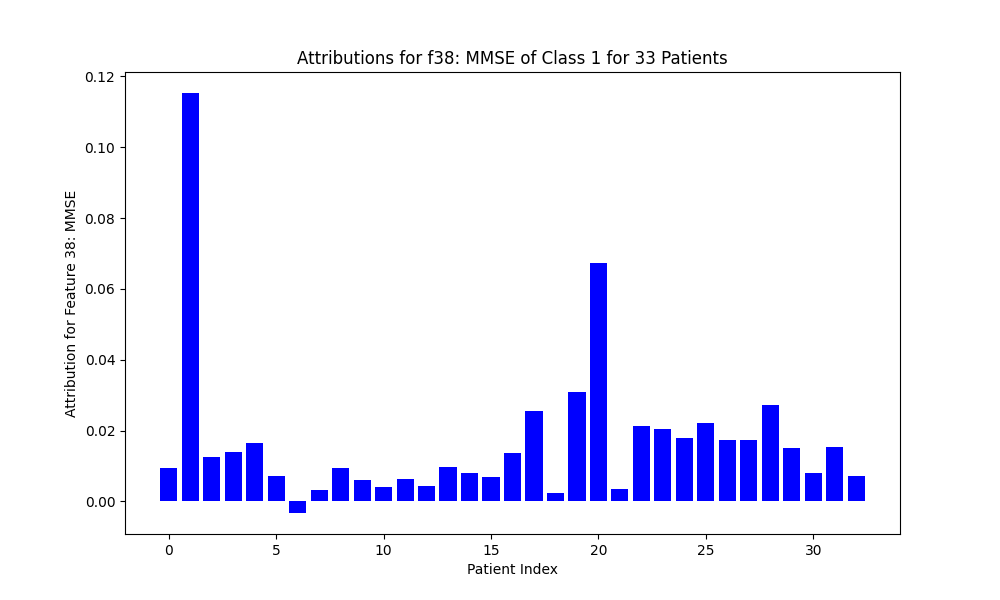 Attributions for f38: MMSE of Class 1 for 33 Patients
Attribution for Feature 38: MMSE
0.12
0.10
0.08
0.06
0.04
0.02
0.00
0 5 10 15 20 25 30
Patient Index